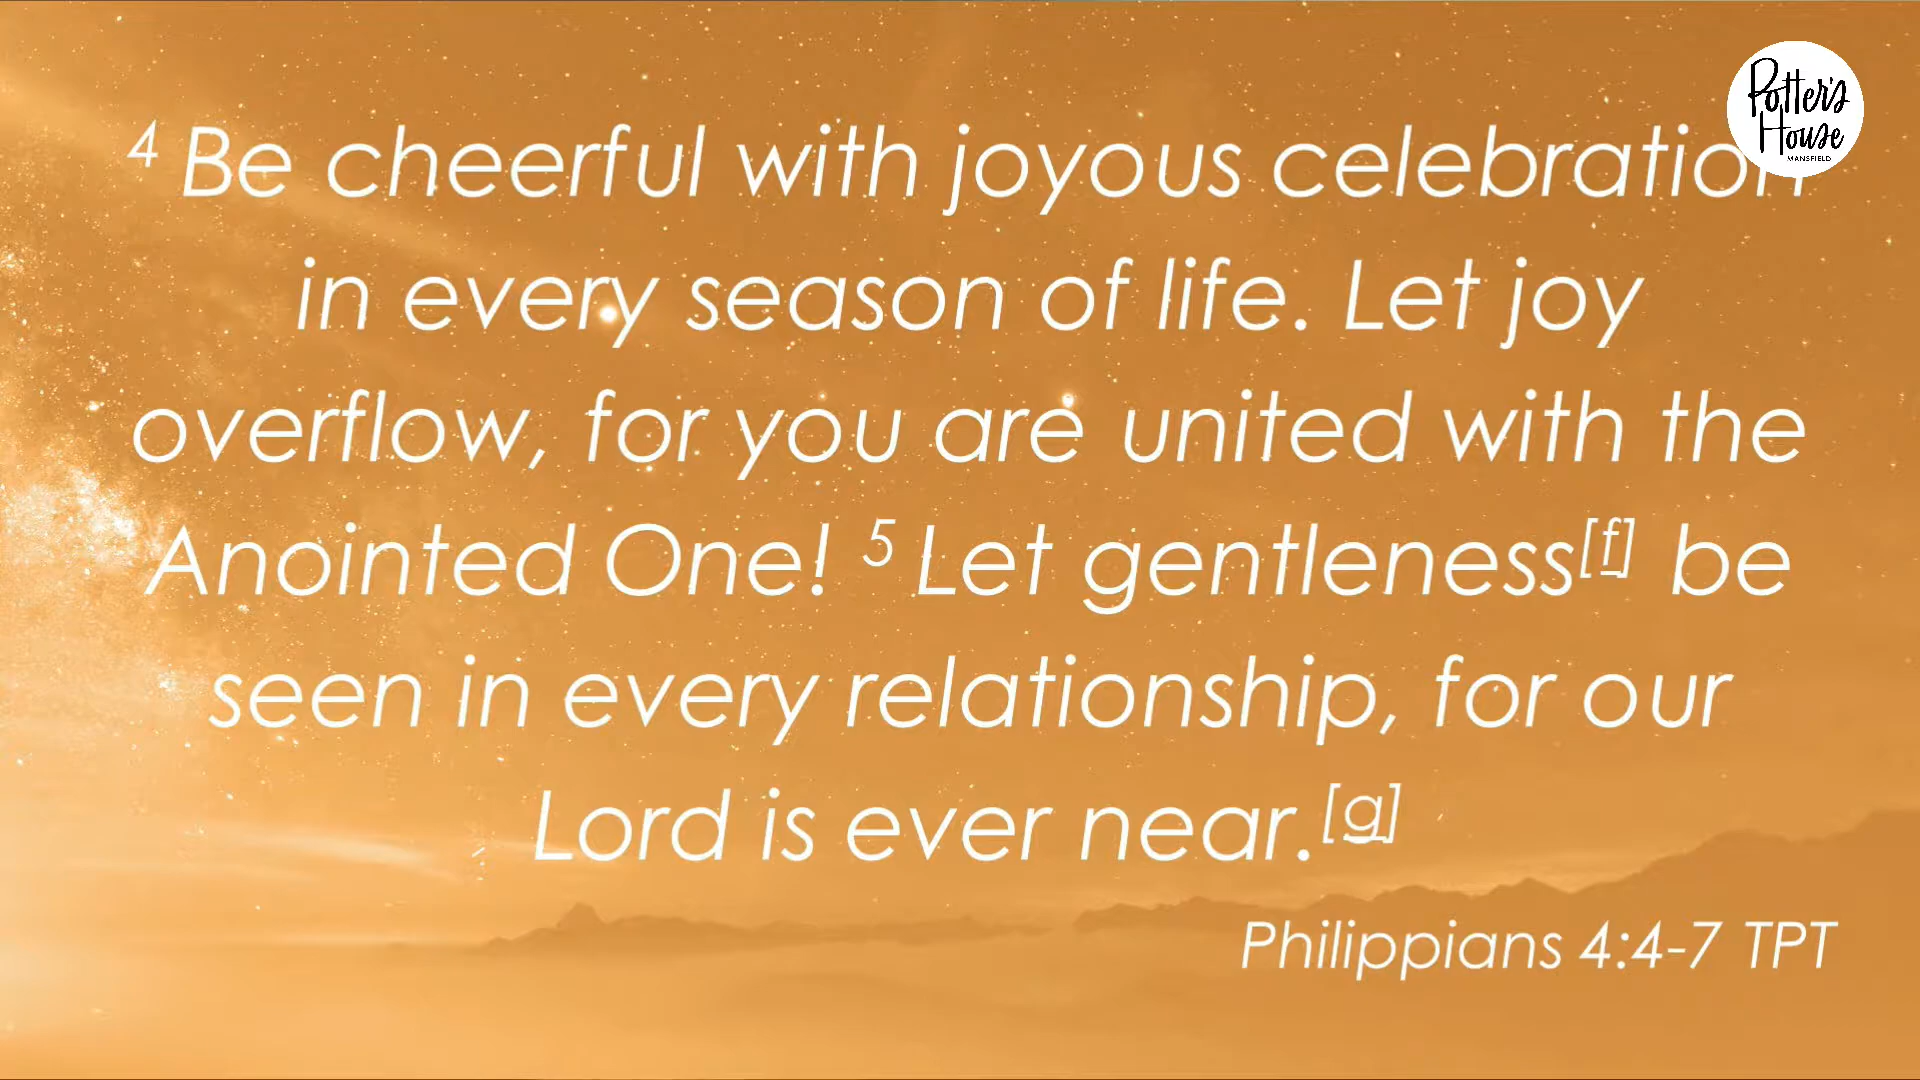 Potter's
House
MANSFIELD
4 Be cheerful with joyous celebration
in every season of life. Let joy
overflow, for you are united with the
Anointed One! 5 Let gentleness[f] be
seen in every relationship, for our
Lord is ever near.[g]
Philippians 4:4-7 TPT